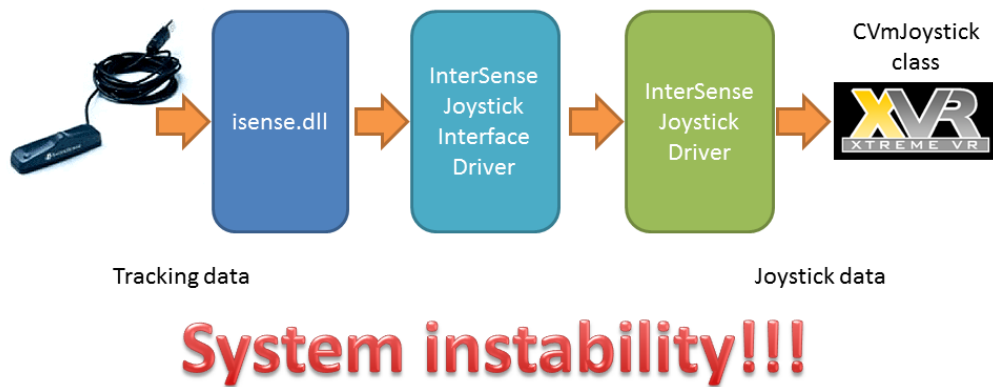 CVmJoystick
class
isense.dll
InterSense
Joystick
Interface
Driver
InterSense
Joystick
Driver
XVR
XTREME VR
Tracking data
Joystick data
System instability!!!